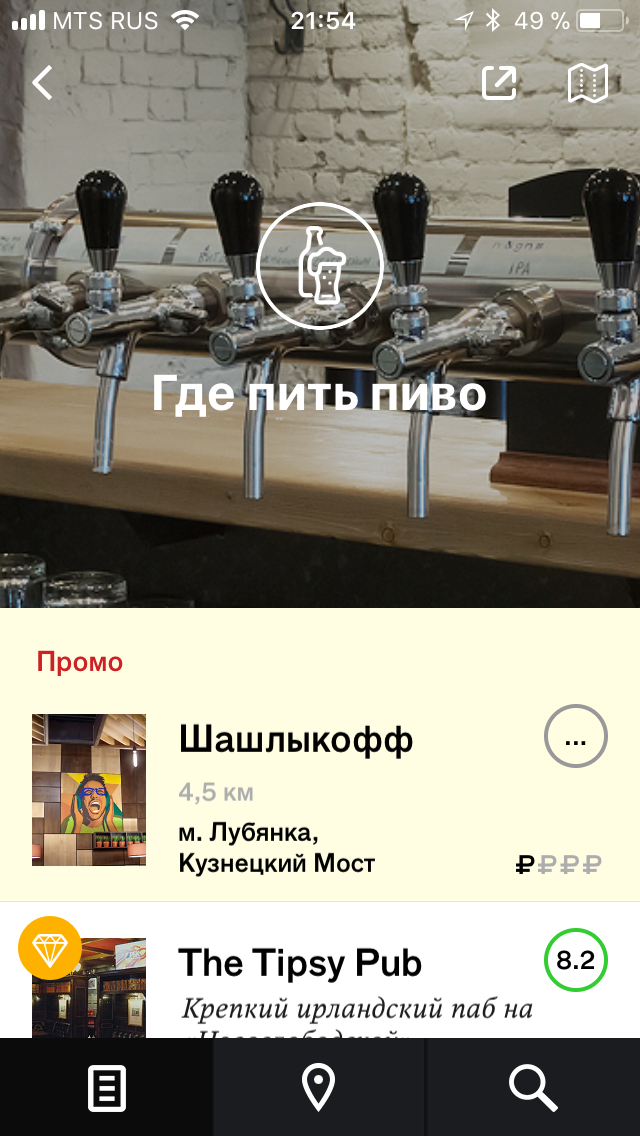 MTS RUS 21:54 49 %
IPA
Где пить пиво
Промо
Шашлыкофф
...
4,5 км
м. Лубянка,
Кузнецкий Мост
₽₽₽₽
The Tipsy Pub
8.2
Крепкий ирландский паб на